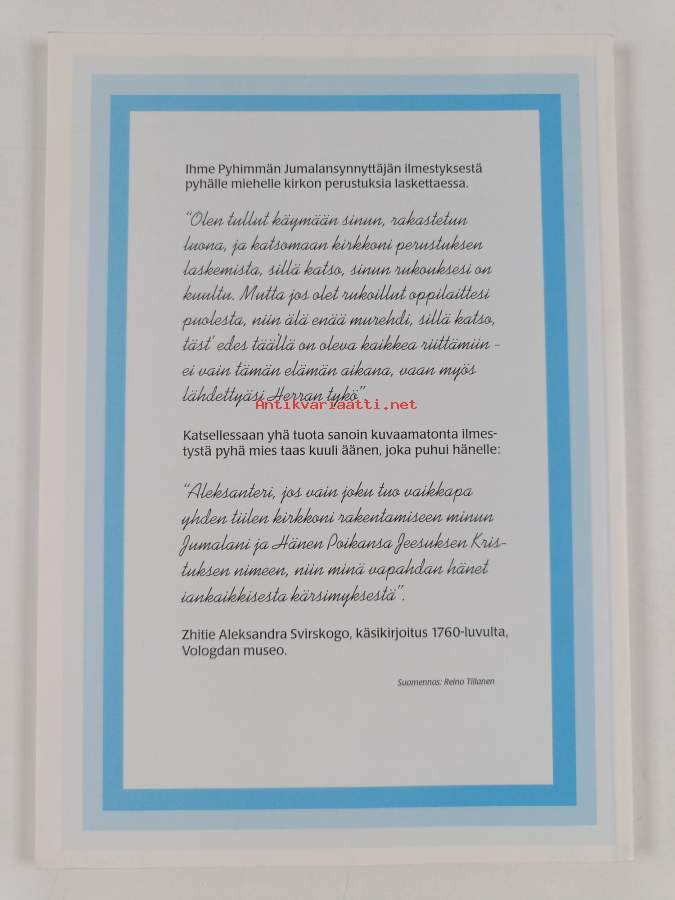 Ihme Pyhimmän Jumalansynnyttäjän ilmestyksestä
pyhälle miehelle kirkon perustuksia laskettaessa.
"Olen tullut käymään sinun, rakastetun
luona, ja katsomaan kirkkoni perustuksen
laskemista, sillä katso, sinun rukouksesi on
kuultu. Mutta jos olet rukoillut oppilaittesi
puolesta, niin älä enää murehdi, sillä katso,
täst' edes täällä on oleva kaikkea riittämiin -
ei vain tämän elämän aikana, vaan myös
lähdettyäsi Herran tykö"
Antikvariaatti.net
Katsellessaan yhä tuota sanoin kuvaamatonta ilmes-
tystä pyhä mies taas kuuli äänen, joka puhui hänelle:
"Aleksanteri, jos vain joku tuo vaikkapa
yhden tiilen kirkkoni rakentamiseen minun
Jumalani ja Hänen Poikansa Jeesuksen Kris-
tuksen nimeen, niin minä vapahdan hänet
iankaikkisesta kärsimyksestä".
Zhitie Aleksandra Svirskogo, käsikirjoitus 1760-luvulta,
Vologdan museo.
Suomennos: Reino Tillanen